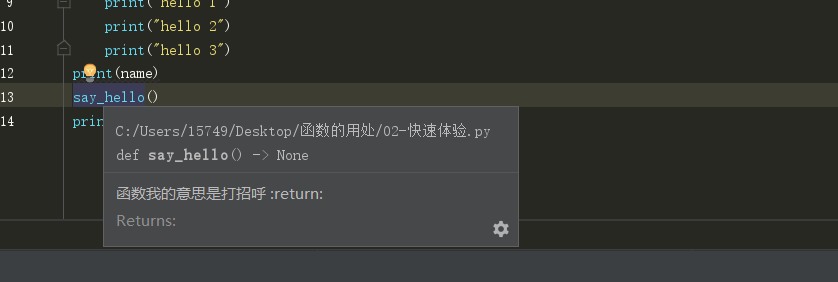 9 print("hello 1")
10 print("hello 2")
11 print("hello 3")
12 print(name)
13 say_hello()
14 prin
C:/Users/15749/Desktop/函数的用处/02-快速体验.py
def say_hello() -> None
函数我的意思是打招呼 :return:
Returns: